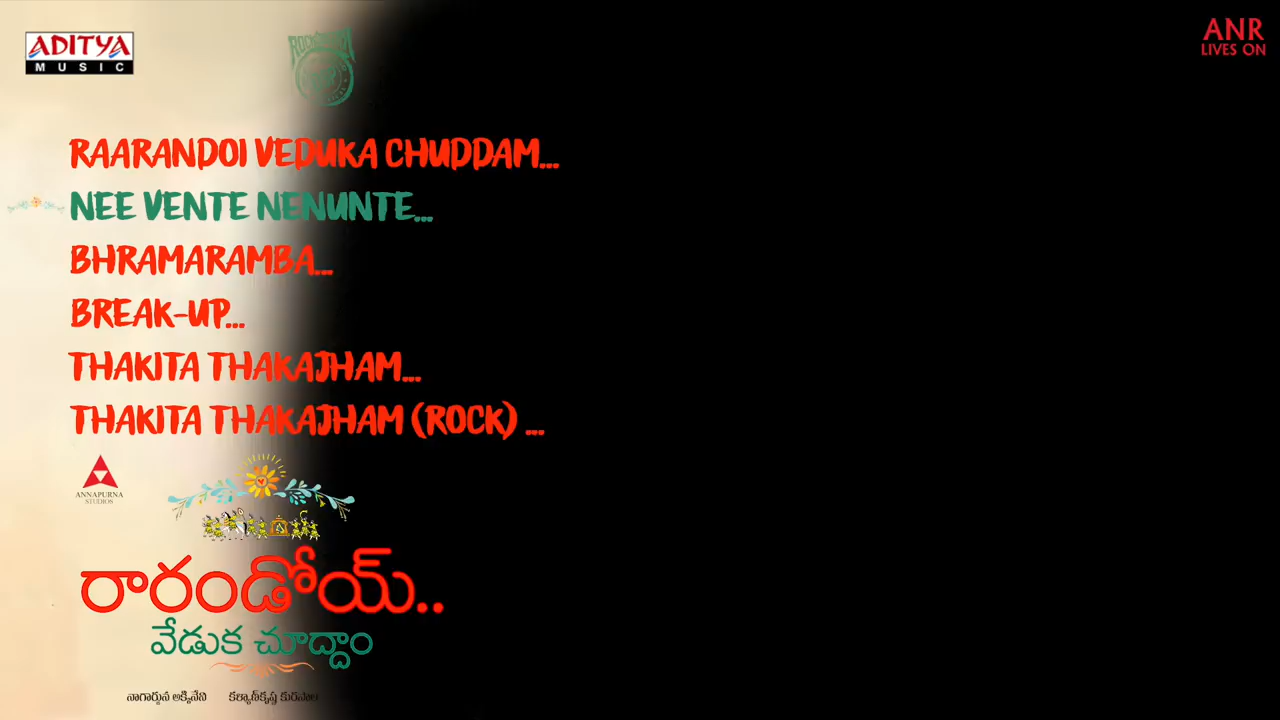 ADITYA
MUSIC
ANR
LIVES ON
RAARANDOI VEDUKA CHUDDAM...
NEE VENTE NENUNTE...
BHRAMARAMBA...
BREAK-UP...
THAKITA THAKAJHAM...
THAKITA THAKAJHAM (ROCK) ...
ANNAPURNA
STUDIOS
రారండోయ్..
వేడుక చూద్దాం
నాగార్జున అక్కినేని కళ్యాణ్‌కృష్ణ కురసాల